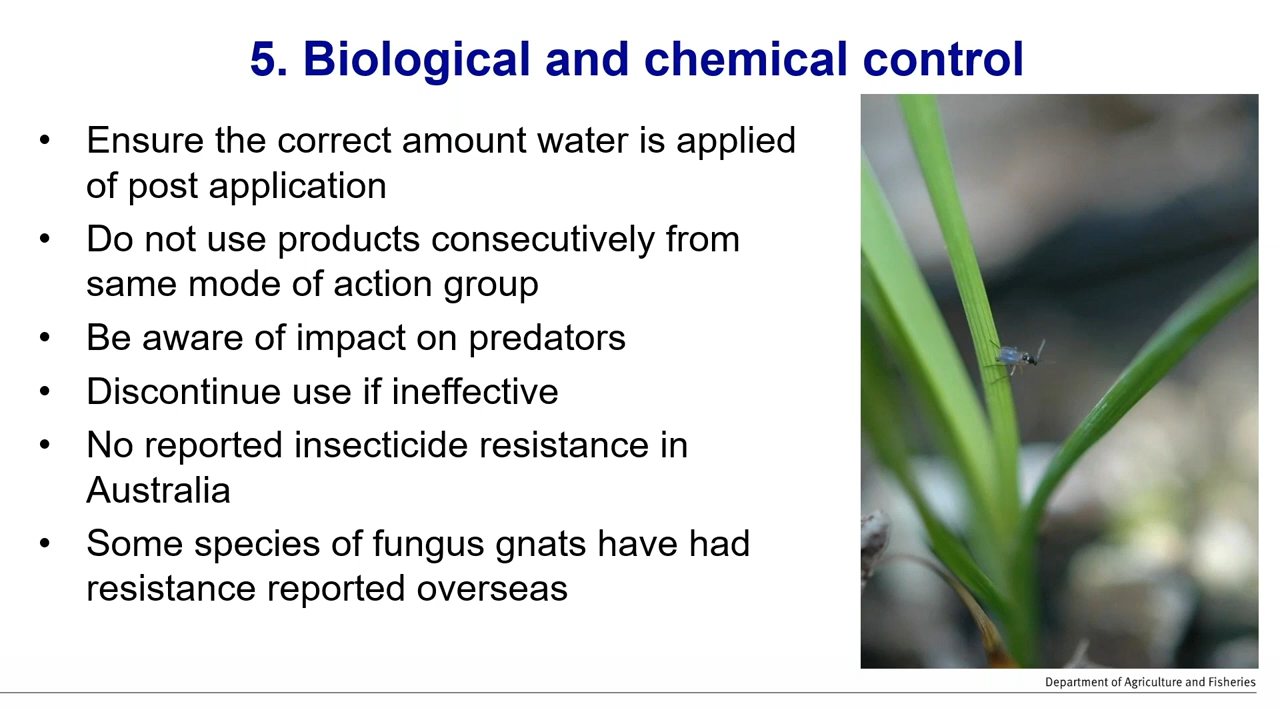 5. Biological and chemical control
• Ensure the correct amount water is applied
of post application
• Do not use products consecutively from
same mode of action group
• Be aware of impact on predators
• Discontinue use if ineffective
• No reported insecticide resistance in
Australia
• Some species of fungus gnats have had
resistance reported overseas
Department of Agriculture and Fisheries